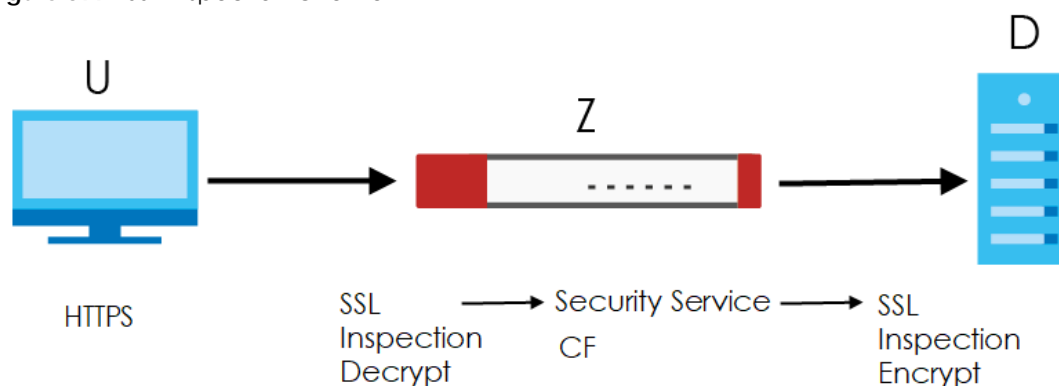 U
Z
D
HTTPS
SSL
Inspection
Decrypt
Security Service
CF
SSL
Inspection
Encrypt